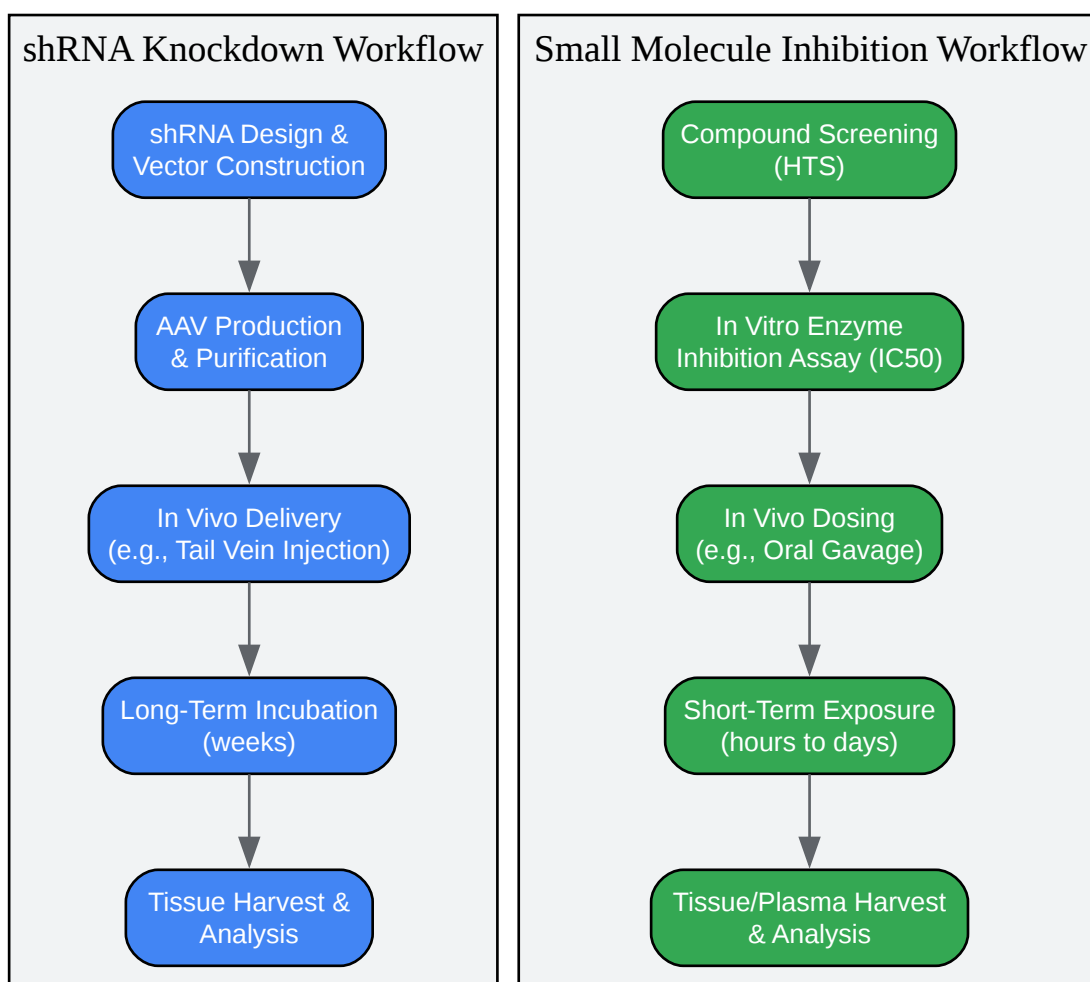 shRNA Knockdown Workflow
shRNA Design &
Vector Construction
AAV Production
& Purification
In Vivo Delivery
(e.g., Tail Vein Injection)
Long-Term Incubation
(weeks)
Tissue Harvest &
Analysis
Small Molecule Inhibition Workflow
Compound Screening
(HTS)
In Vitro Enzyme
Inhibition Assay (IC50)
In Vivo Dosing
(e.g., Oral Gavage)
Short-Term Exposure
(hours to days)
Tissue/Plasma Harvest
& Analysis